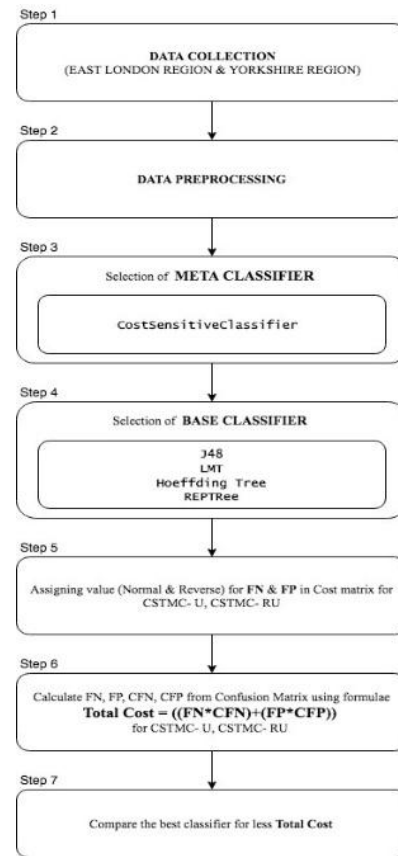 Step 1
DATA COLLECTION
(EAST LONDON REGION & YORKSHIRE REGION)
Step 2
DATA PREPROCESSING
Step 3
Selection of META CLASSIFIER
CostSensitiveClassifier
Step 4
Selection of BASE CLASSIFIER
J48
LMT
Hoeffding Tree
REPTRee
Step 5
Assigning value (Normal & Reverse) for FN & FP in Cost matrix for
CSTMC- U, CSTMC- RU
Step 6
Calculate FN, FP, CFN, CFP from Confusion Matrix using formulae
Total Cost = ((FN*CFN)+(FP*CFP))
for CSTMC- U, CSTMC- RU
Step 7
Compare the best classifier for less Total Cost